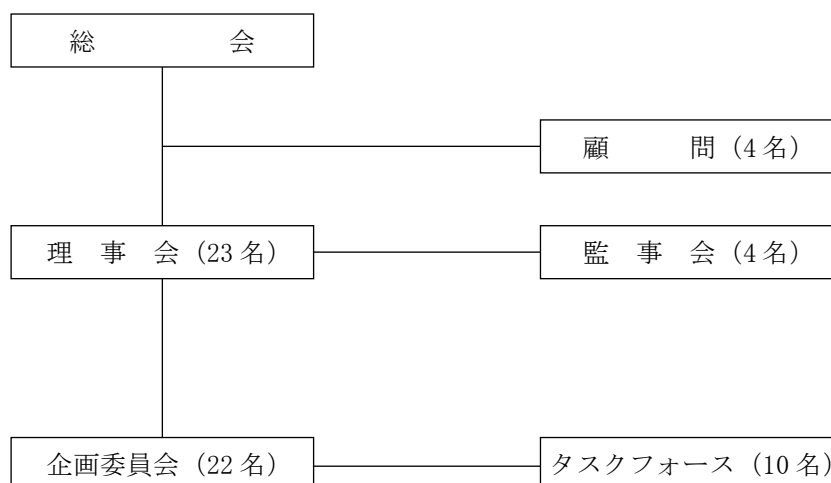 総　　会
顧　　問（4名）
理　事　会（23名）
監　事　会（4名）
企画委員会（22名）
タスクフォース（10名）